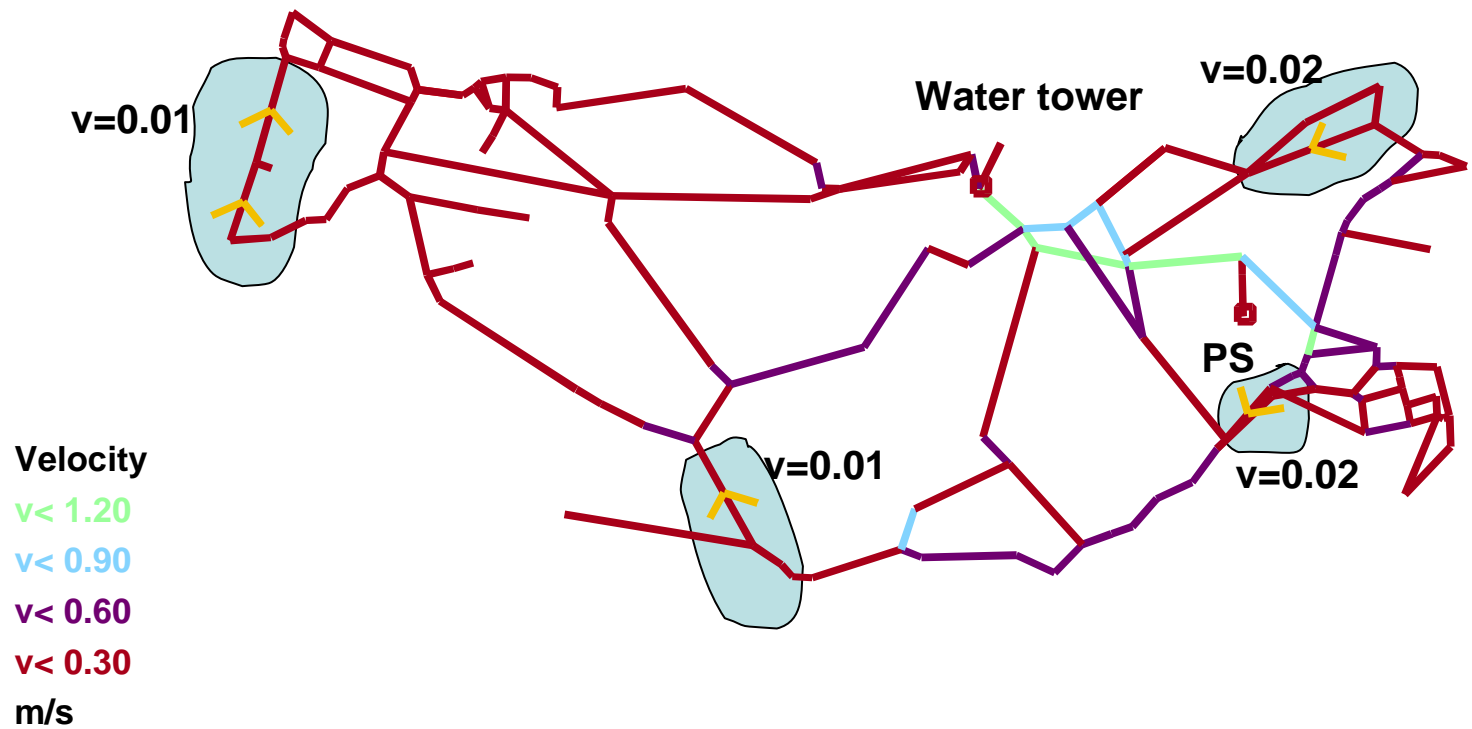 v=0.02
Water tower
v=0.01
PS
v=0.01
v=0.02
Velocity
v< 1.20
v< 0.90
v< 0.60
v< 0.30
m/s